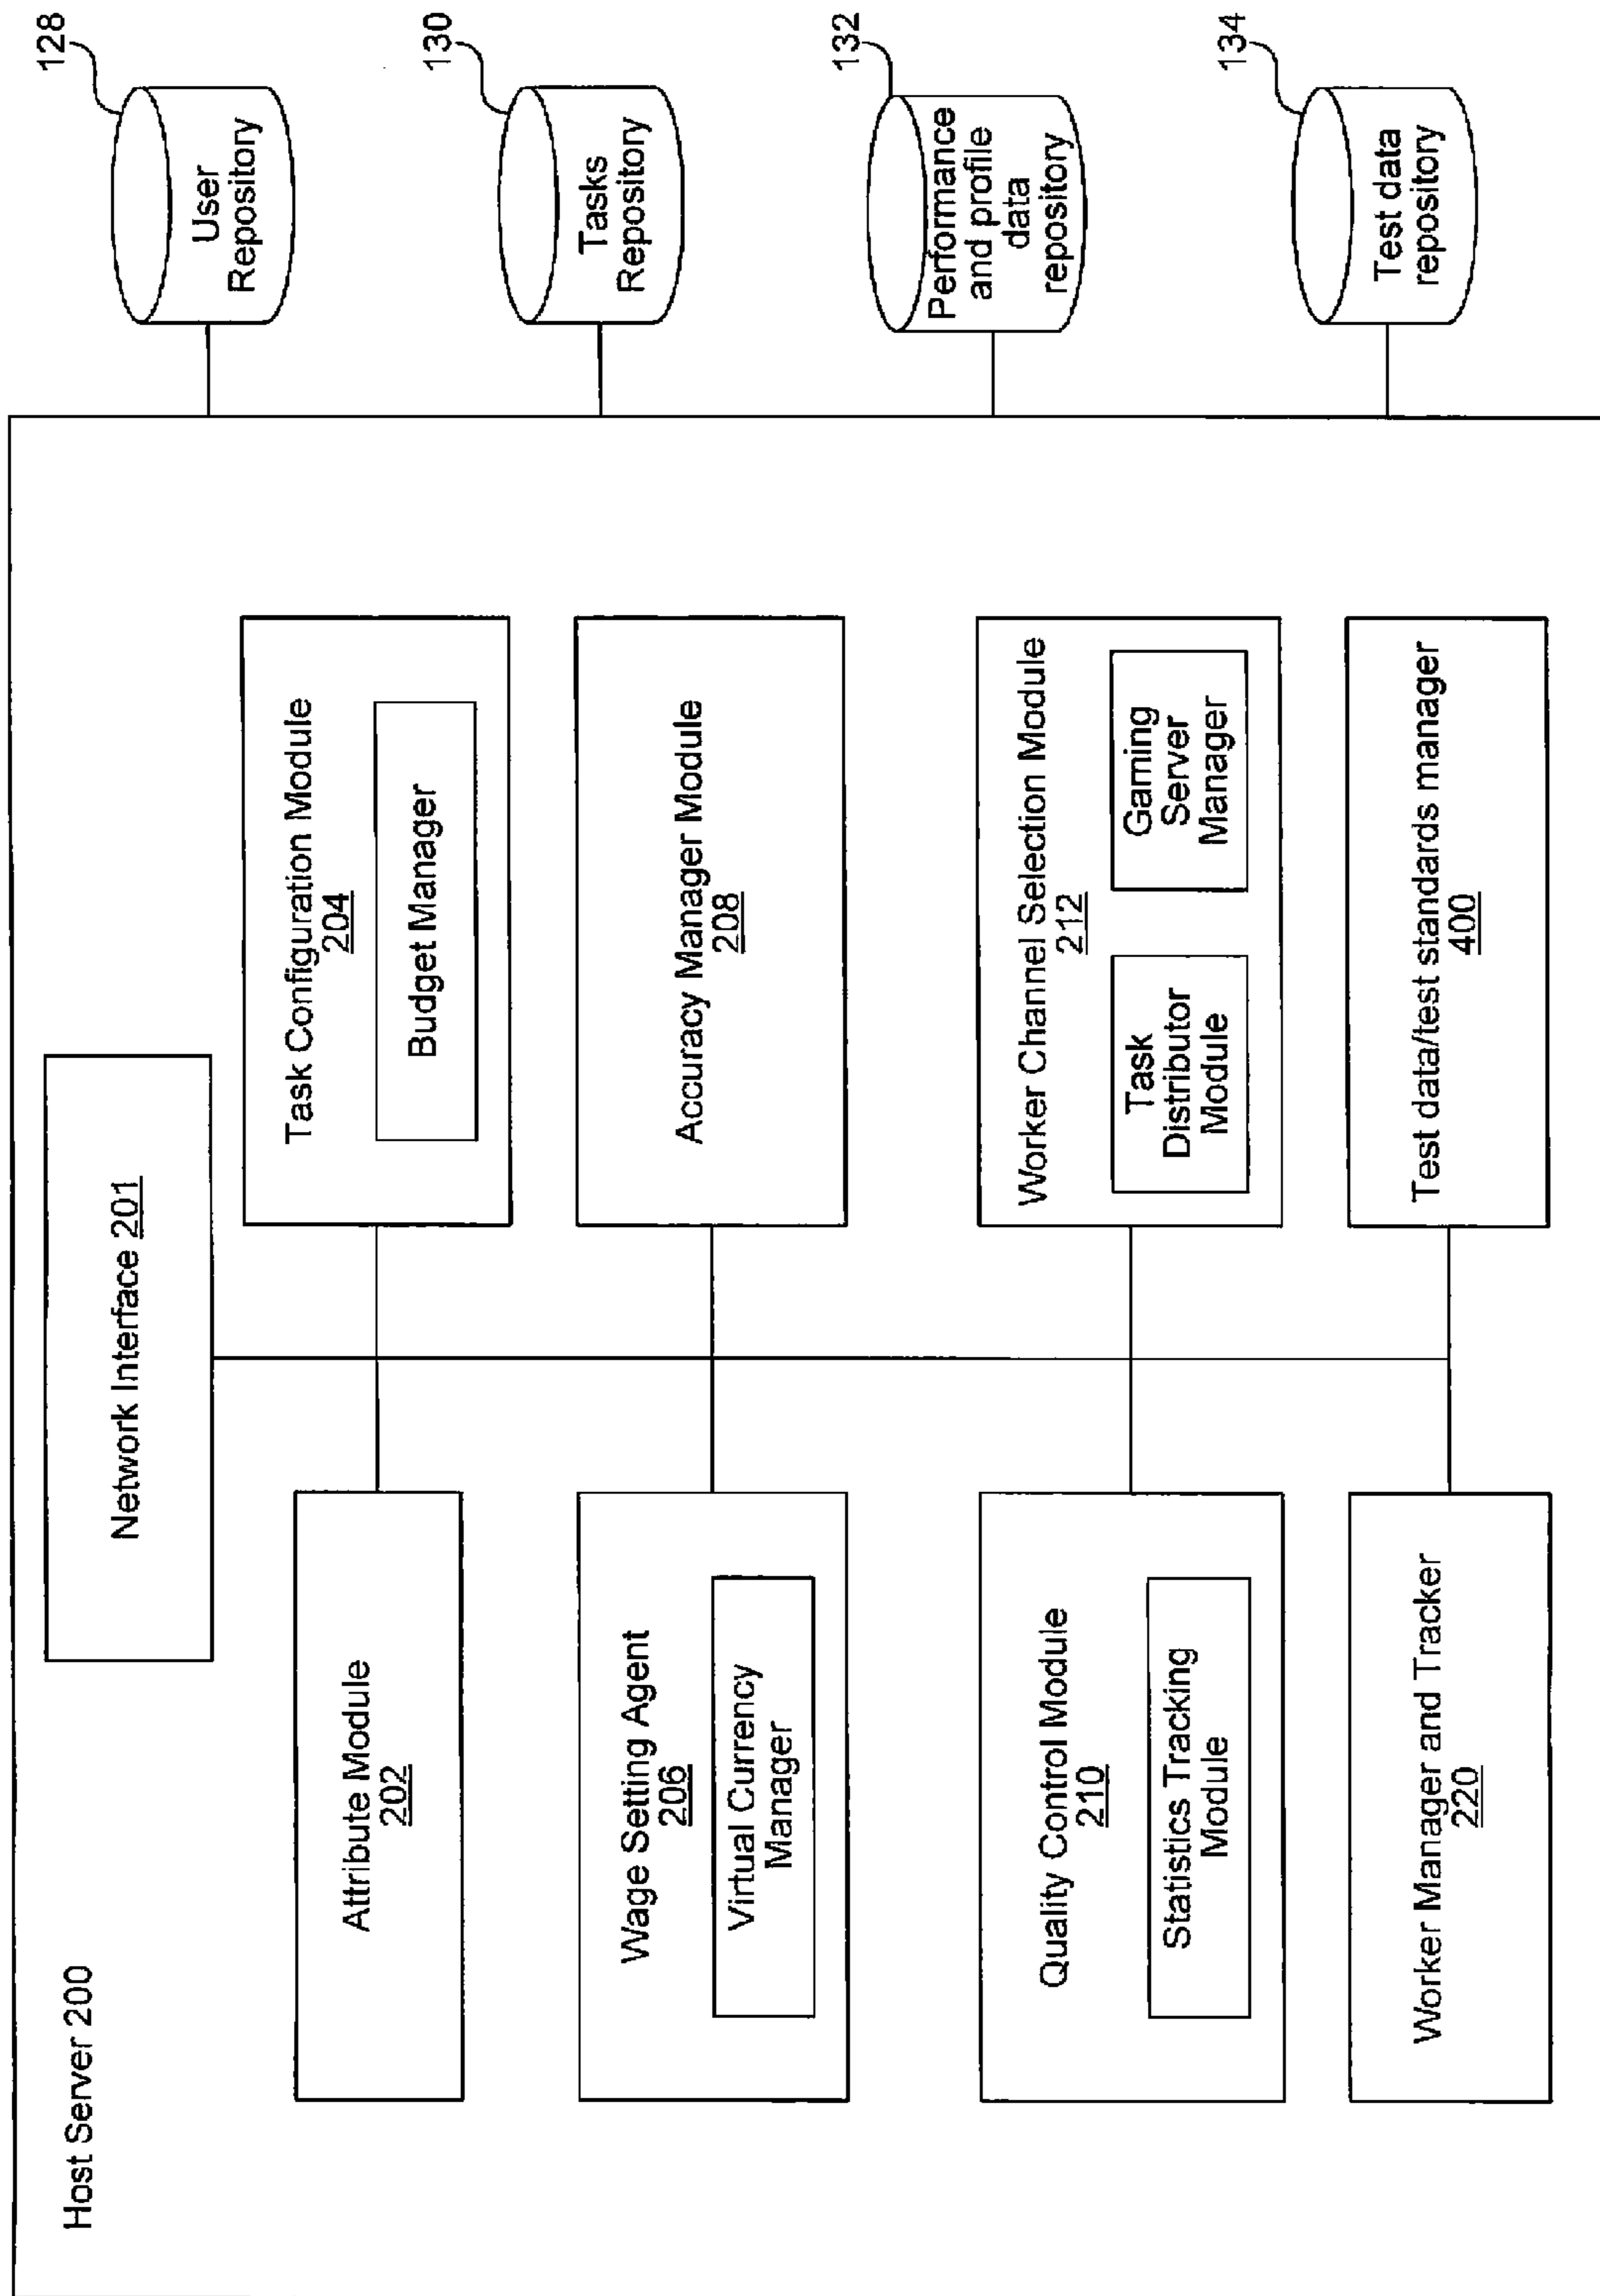 Host Server 200
Network Interface 201
Attribute Module
202
Task Configuration Module
204
Budget Manager
Wage Setting Agent
206
Virtual Currency
Manager
Accuracy Manager Module
208
Quality Control Module
210
Statistics Tracking
Module
Worker Channel Selection Module
212
Task
Distributor
Module
Gaming
Server
Manager
Worker Manager and Tracker
220
Test data/test standards manager
400
128
User
Repository
130
Tasks
Repository
132
Performance
and profile
data
repository
134
Test data
repository